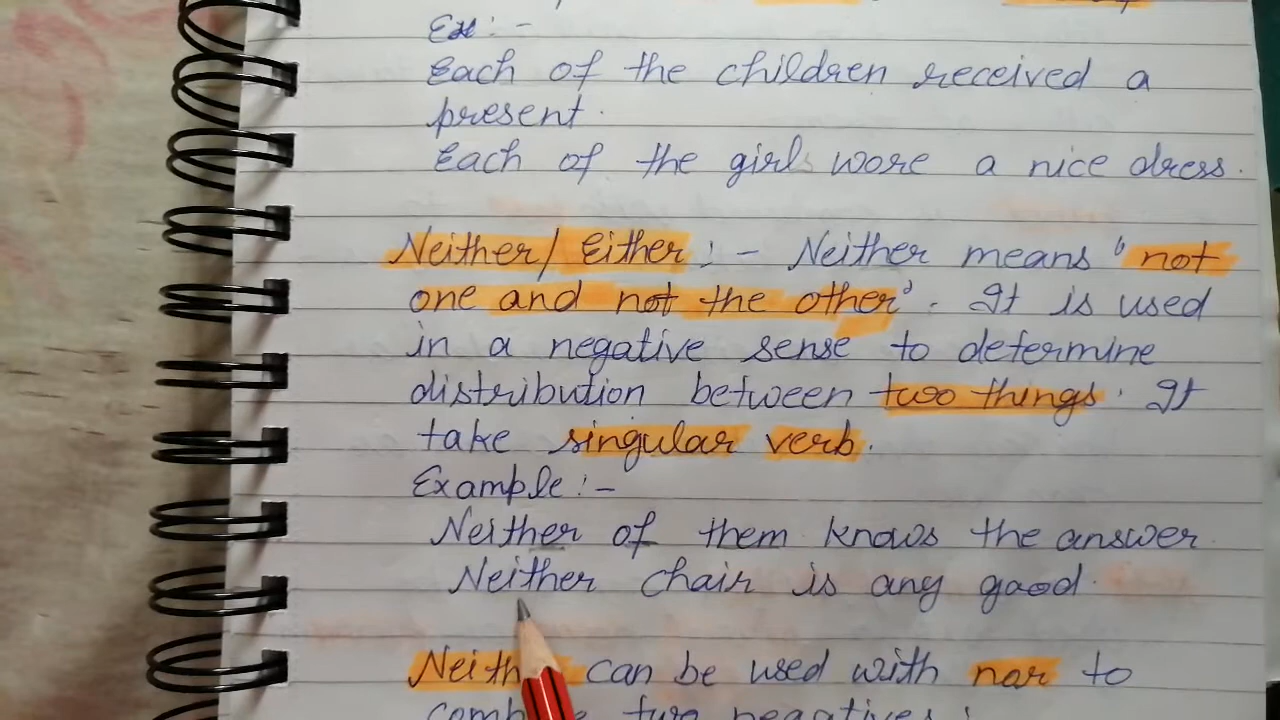 Ex:-
Each of the children received a
present.
Each of the girls wore a nice dress.
Neither/Either:- Neither means 'not
one and not the other'. It is used
in a negative sense to determine
distribution between two things. It
take singular verb.
Example:-
Neither of them knows the answer.
Neither chair is any good.
can be used with nor to
two negatives: